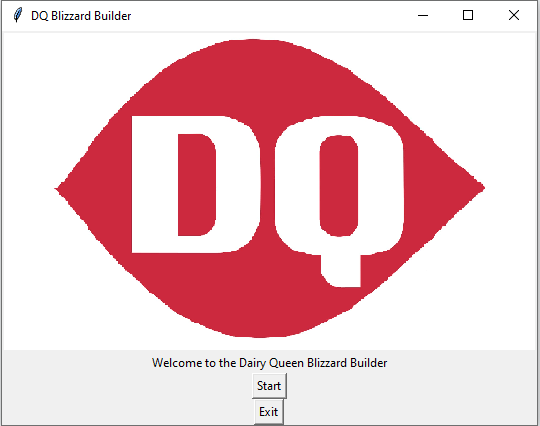 DQ Blizzard Builder
DQ
Welcome to the Dairy Queen Blizzard Builder
Start
Exit